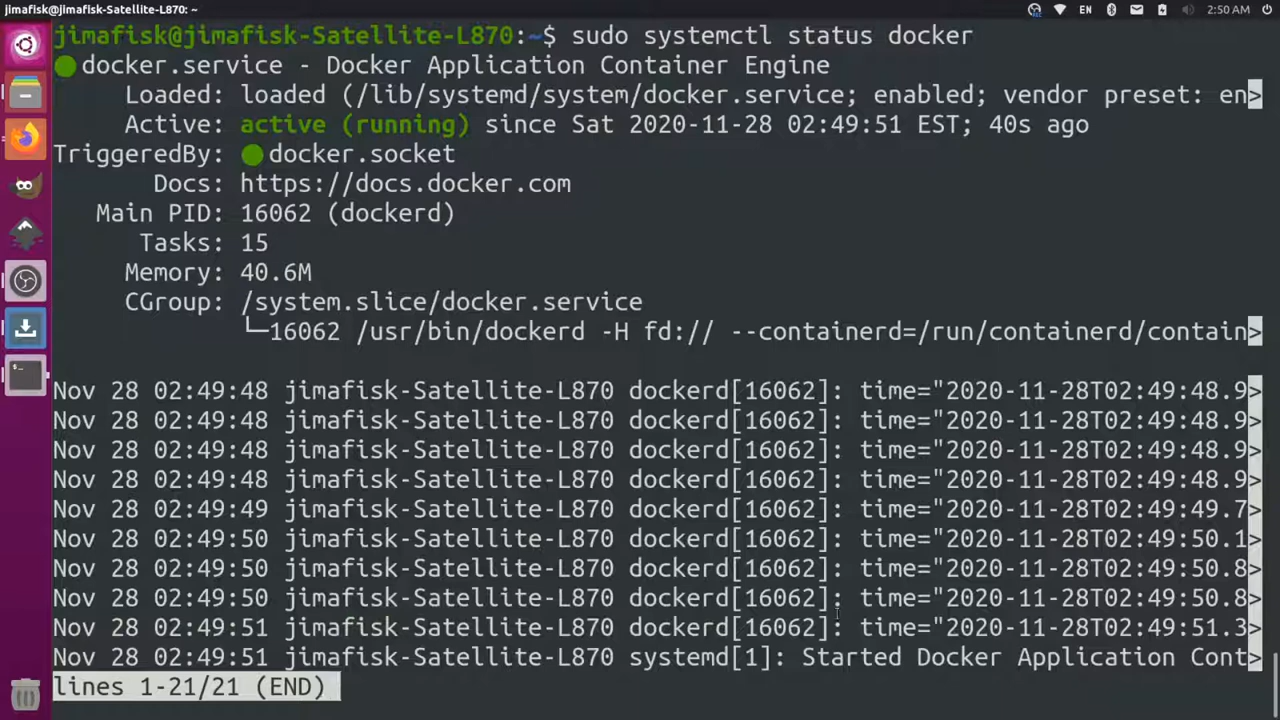 jimafisk@jimafisk-Satellite-L870: ~
EN
2:50 AM
jimafisk@jimafisk-Satellite-L870:~$ sudo systemctl status docker
docker.service - Docker Application Container Engine
Loaded: loaded (/lib/systemd/system/docker.service; enabled; vendor preset: en>
Active: active (running) since Sat 2020-11-28 02:49:51 EST; 40s ago
TriggeredBy: docker.socket
Docs: https://docs.docker.com
Main PID: 16062 (dockerd)
Tasks: 15
Memory: 40.6M
CGroup: /system.slice/docker.service
└─16062 /usr/bin/dockerd -H fd:// --containerd=/run/containerd/contain>
Nov 28 02:49:48 jimafisk-Satellite-L870 dockerd[16062]: time="2020-11-28T02:49:48.9>
Nov 28 02:49:48 jimafisk-Satellite-L870 dockerd[16062]: time="2020-11-28T02:49:48.9>
Nov 28 02:49:48 jimafisk-Satellite-L870 dockerd[16062]: time="2020-11-28T02:49:48.9>
Nov 28 02:49:48 jimafisk-Satellite-L870 dockerd[16062]: time="2020-11-28T02:49:48.9>
Nov 28 02:49:49 jimafisk-Satellite-L870 dockerd[16062]: time="2020-11-28T02:49:49.7>
Nov 28 02:49:50 jimafisk-Satellite-L870 dockerd[16062]: time="2020-11-28T02:49:50.1>
Nov 28 02:49:50 jimafisk-Satellite-L870 dockerd[16062]: time="2020-11-28T02:49:50.8>
Nov 28 02:49:50 jimafisk-Satellite-L870 dockerd[16062]: time="2020-11-28T02:49:50.8>
Nov 28 02:49:51 jimafisk-Satellite-L870 dockerd[16062]: time="2020-11-28T02:49:51.3>
Nov 28 02:49:51 jimafisk-Satellite-L870 systemd[1]: Started Docker Application Cont>
lines 1-21/21 (END)